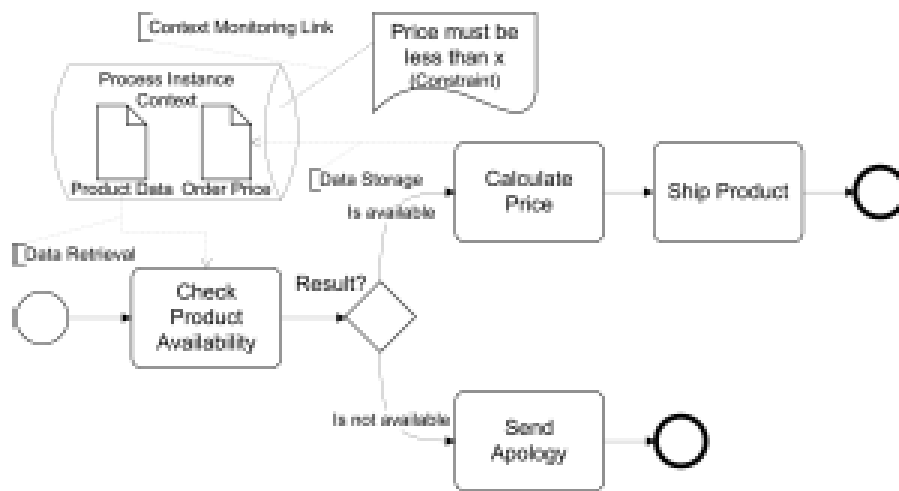 Context Monitoring Link
Price must be
less than x
(Constraint)
Process Instance
Context
Product Data
Order Price
Data Storage
Calculate
Price
Ship Product
Is available
Data Retrieval
Result?
Check
Product
Availability
Is not available
Send
Apology